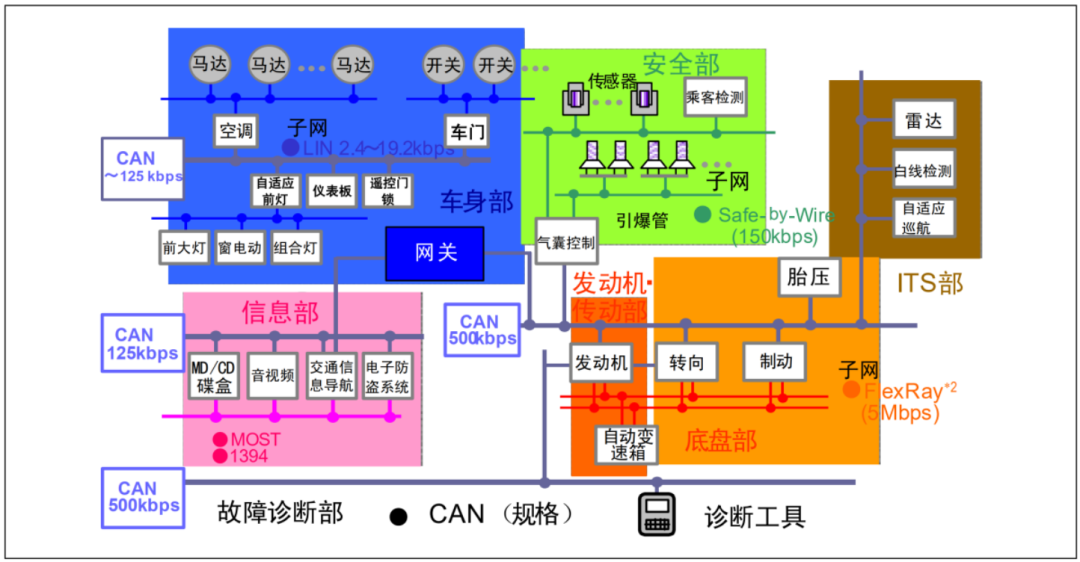 马达
马达
马达
开关
开关
空调
子网
LIN 2.4～19.2kbps
车门
CAN
～125 kbps
自适应
前灯
仪表板
遥控门
锁
车身部
前大灯
窗电动
组合灯
网关
安全部
传感器
乘客检测
子网
引爆管
Safe-by-Wire
(150kbps)
气囊控制
雷达
白线检测
自适应
巡航
ITS部
信息部
CAN
125kbps
MD/CD
碟盒
音视频
交通信
息导航
电子防
盗系统
MOST
1394
发动机·
传动部
CAN
500kbps
胎压
发动机
转向
制动
子网
FlexRay*2
(5Mbps)
自动变
速箱
底盘部
CAN
500kbps
故障诊断部
CAN（规格）
诊断工具